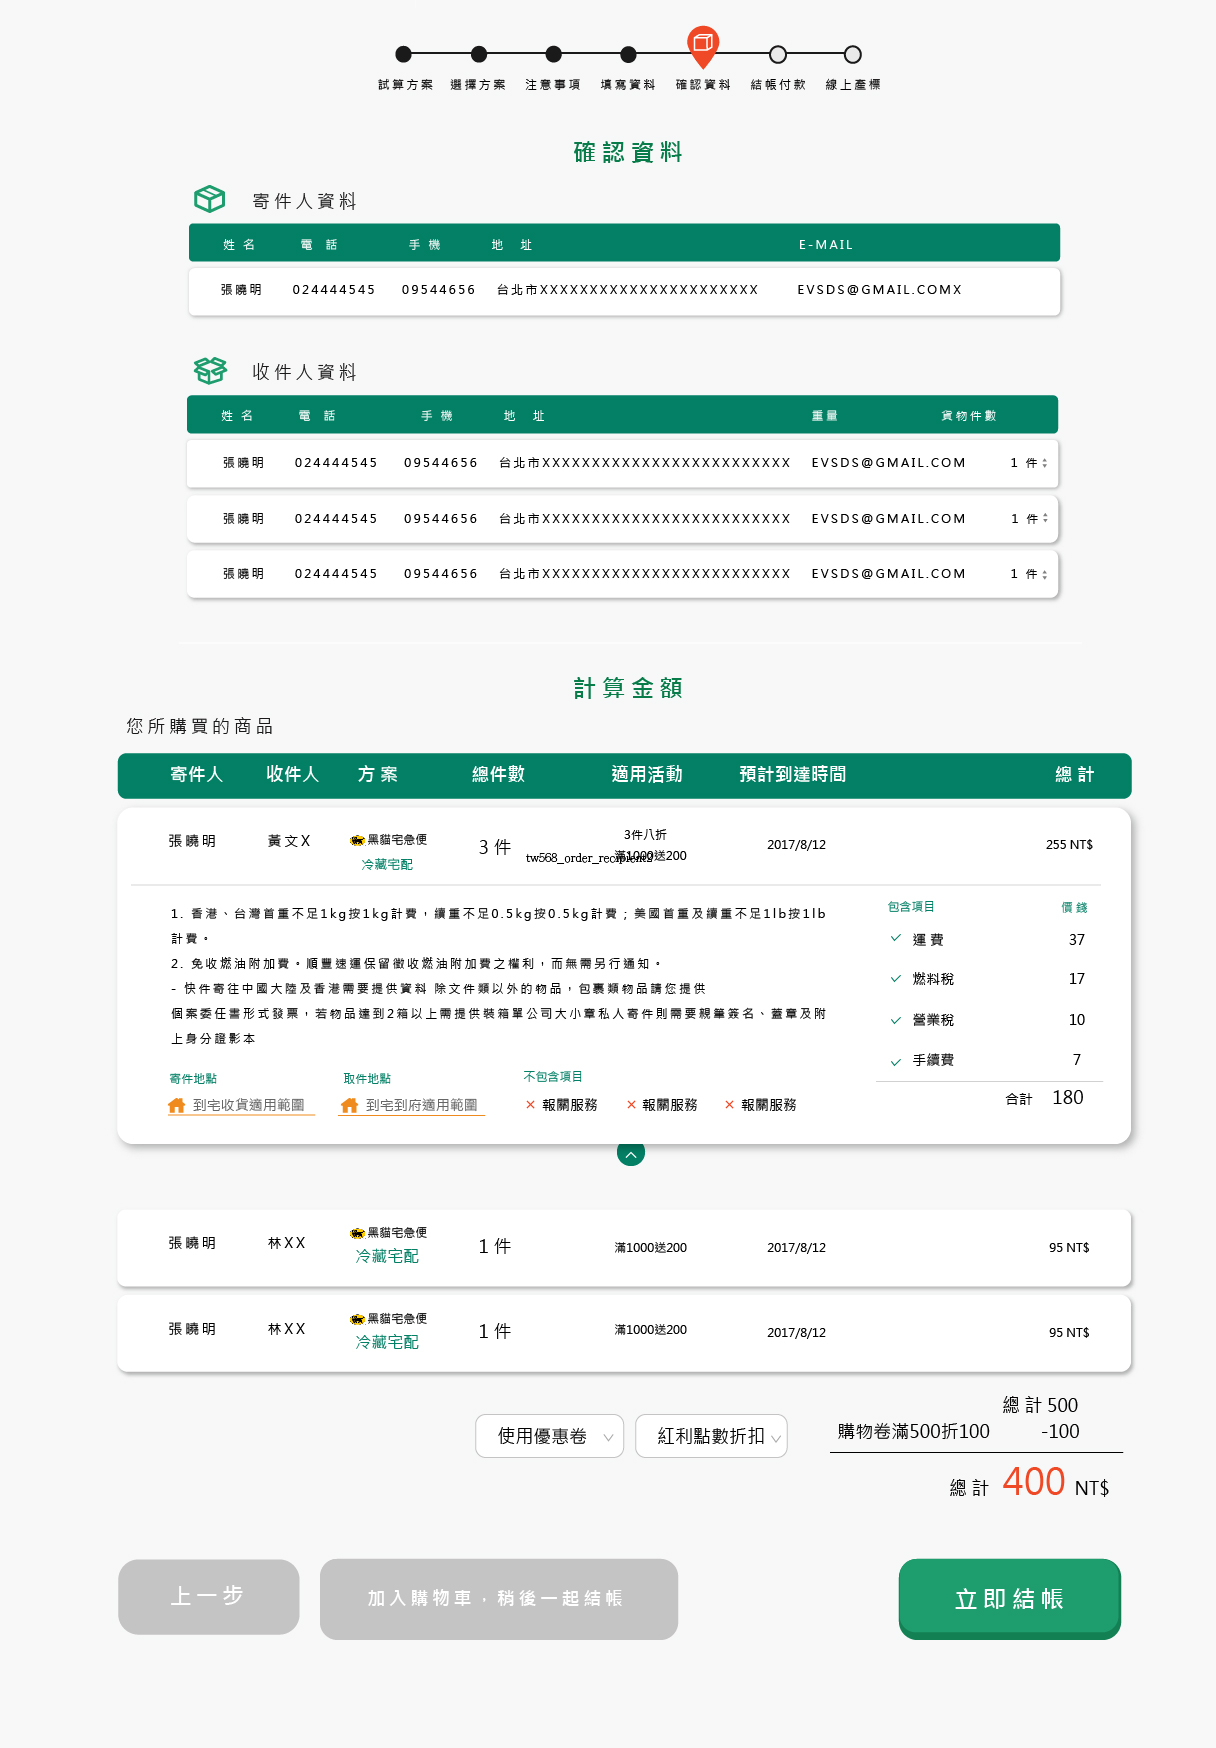 試算方案 選擇方案 注意事項 填寫資料 確認資料 結帳付款 線上產標
確認資料
寄件人資料
姓 名 電 話 手 機 地 址 E-MAIL
張曉明 024444545 09544656 台北市XXXXXXXXXXXXXXXXXXXXXX EVSDS@GMAIL.COMX
收件人資料
姓 名 電 話 手 機 地 址 重量 貨物件數
張曉明 024444545 09544656 台北市XXXXXXXXXXXXXXXXXXXXXXXXX EVSDS@GMAIL.COM 1 件
張曉明 024444545 09544656 台北市XXXXXXXXXXXXXXXXXXXXXXXXX EVSDS@GMAIL.COM 1 件
張曉明 024444545 09544656 台北市XXXXXXXXXXXXXXXXXXXXXXXXX EVSDS@GMAIL.COM 1 件
計算金額
您所購買的商品
寄件人 收件人 方 案 總件數 適用活動 預計到達時間 總 計
張曉明 黃文X 黑貓宅急便 冷藏宅配 3 件 3件八折 2017/8/12 255 NT$
滿1000送200
tw568_order_recipient2
1. 香港、台灣首重不足1kg按1kg計費，續重不足0.5kg按0.5kg計費；美國首重及續重不足1lb按1lb
計費。
2. 免收燃油附加費。順豐速運保留徵收燃油附加費之權利，而無需另行通知。
- 快件寄往中國大陸及香港需要提供資料 除文件類以外的物品，包裹類物品請您提供
個案委任書形式發票，若物品達到2箱以上需提供裝箱單公司大小章私人寄件則需要親筆簽名、蓋章及附
上身分證影本
包含項目 價 錢
運 費 37
燃料稅 17
營業稅 10
手續費 7
合計 180
寄件地點 取件地點 不包含項目
到宅收貨適用範圍 到宅到府適用範圍 報關服務 報關服務 報關服務
張曉明 林XX 黑貓宅急便 冷藏宅配 1 件 滿1000送200 2017/8/12 95 NT$
張曉明 林XX 黑貓宅急便 冷藏宅配 1 件 滿1000送200 2017/8/12 95 NT$
總 計 500
使用優惠卷 紅利點數折扣 購物卷滿500折100 -100
總 計 400 NT$
上一步 加入購物車，稍後一起結帳 立即結帳